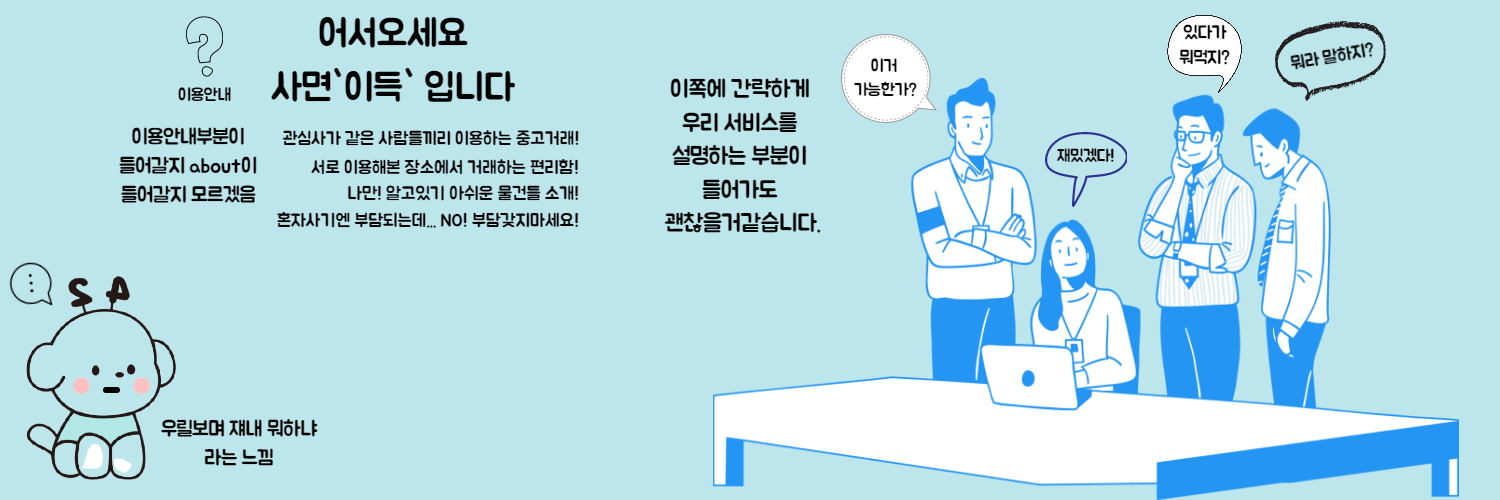 어서오세요
사면`이득` 입니다
이용안내
이용안내부분이
들어갈지 about이
들어갈지 모르겠음
관심사가 같은 사람들끼리 이용하는 중고거래!
서로 이용해본 장소에서 거래하는 편리함!
나만! 알고있기 아쉬운 물건들 소개!
혼자사기엔 부담되는데... NO! 부담갖지마세요!
이쪽에 간략하게
우리 서비스를
설명하는 부분이
들어가도
괜찮을거같습니다.
이거
가능한가?
재밌겠다!
있다가
뭐먹지?
뭐라 말하지?
우릴보며 쟤내 뭐하냐
라는 느낌